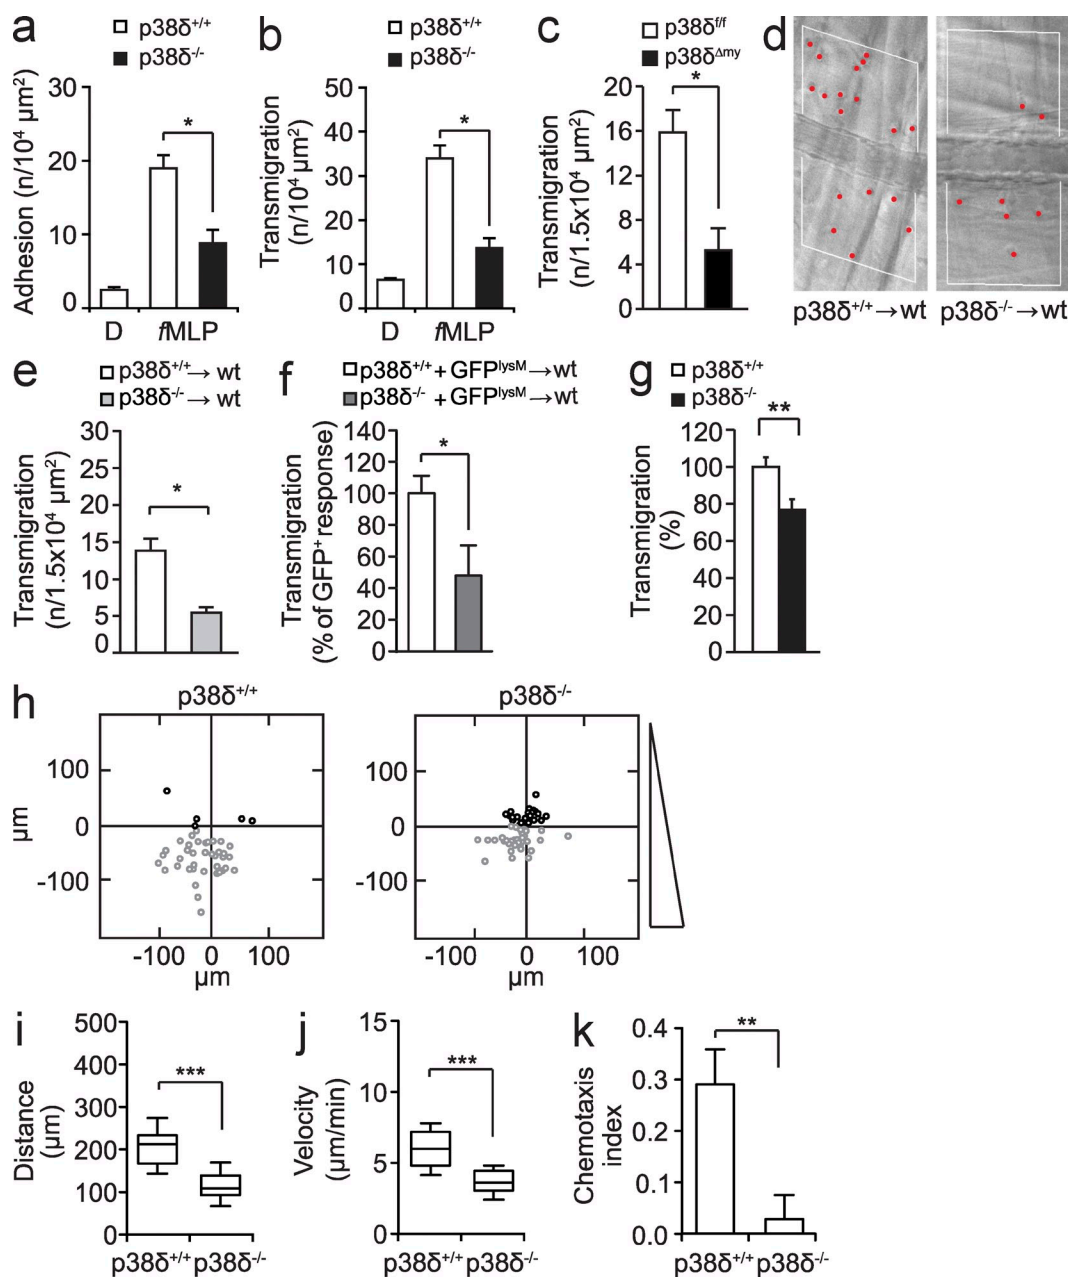 a
p38δ+/+
p38δ-/-
Adhesion (n/10⁴ µm²)
30
20
10
0
*
D
fMLP
b
p38δ+/+
p38δ-/-
Transmigration
(n/10⁴ µm²)
50
40
30
20
10
0
*
D
fMLP
c
p38δf/f
p38δΔmy
Transmigration
(n/1.5x10⁴ µm²)
20
16
12
8
4
0
*
d
p38δ+/+→wt
p38δ-/-→wt
e
p38δ+/+→ wt
p38δ-/-→ wt
Transmigration
(n/1.5x10⁴ µm²)
30
25
20
15
10
5
0
*
f
p38δ+/+ + GFPlysM→wt
p38δ-/- + GFPlysM→wt
Transmigration
(% of GFP+ response)
140
120
100
80
60
40
20
0
*
g
p38δ+/+
p38δ-/-
Transmigration
(%)
120
100
80
60
40
20
0
**
h
p38δ+/+
µm
100
0
-100
-100 0 100
µm
p38δ-/-
100
0
-100
-100 0 100
µm
i
Distance
(µm)
500
400
300
200
100
0
***
p38δ+/+ p38δ-/-
j
Velocity
(µm/min)
15
10
5
0
***
p38δ+/+ p38δ-/-
k
Chemotaxis
index
0.4
0.3
0.2
0.1
0.0
**
p38δ+/+ p38δ-/-